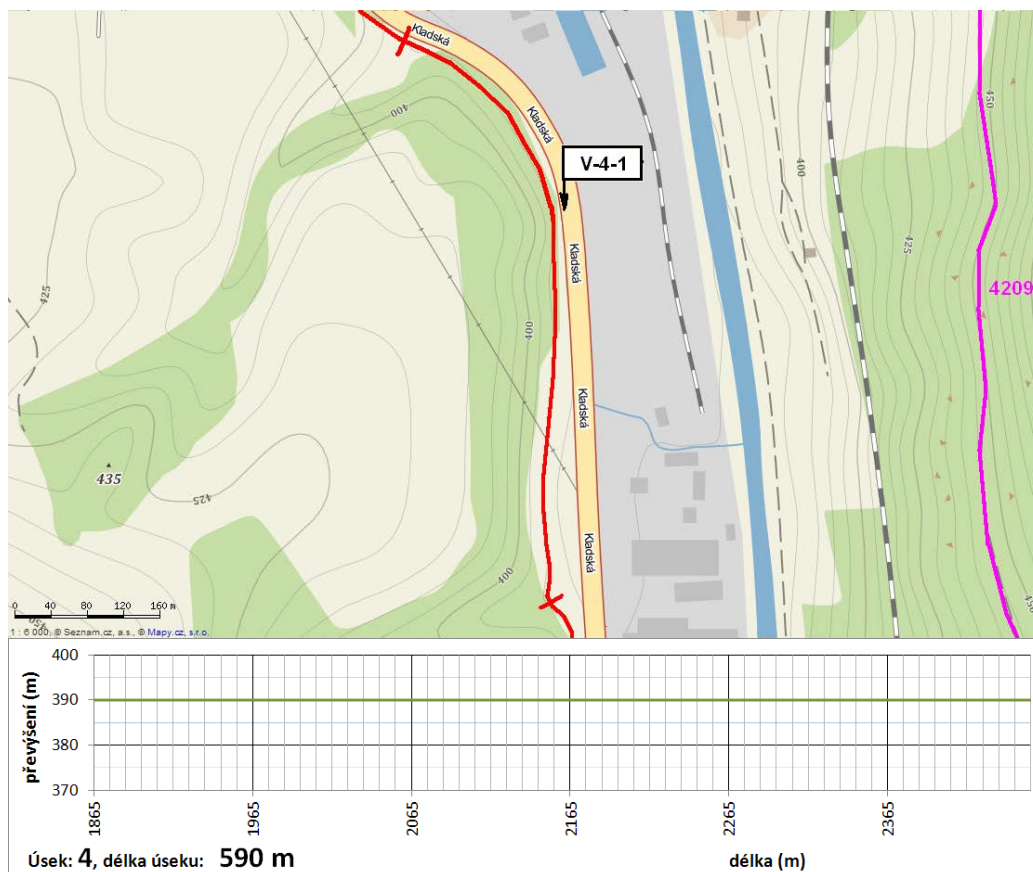 Kladská
450
400
Kladská
V-4-1
400
425
Kladská
425
4209
400
Kladská
435
425
Kladská
400
450
450
0 40 80 120 160 m
1 : 6 000, © Seznam.cz, a.s., © Mapy.cz, s.r.o.
převýšení (m)
400
390
380
370
1865 1965 2065 2165 2265 2365
Úsek: 4, délka úseku: 590 m
délka (m)